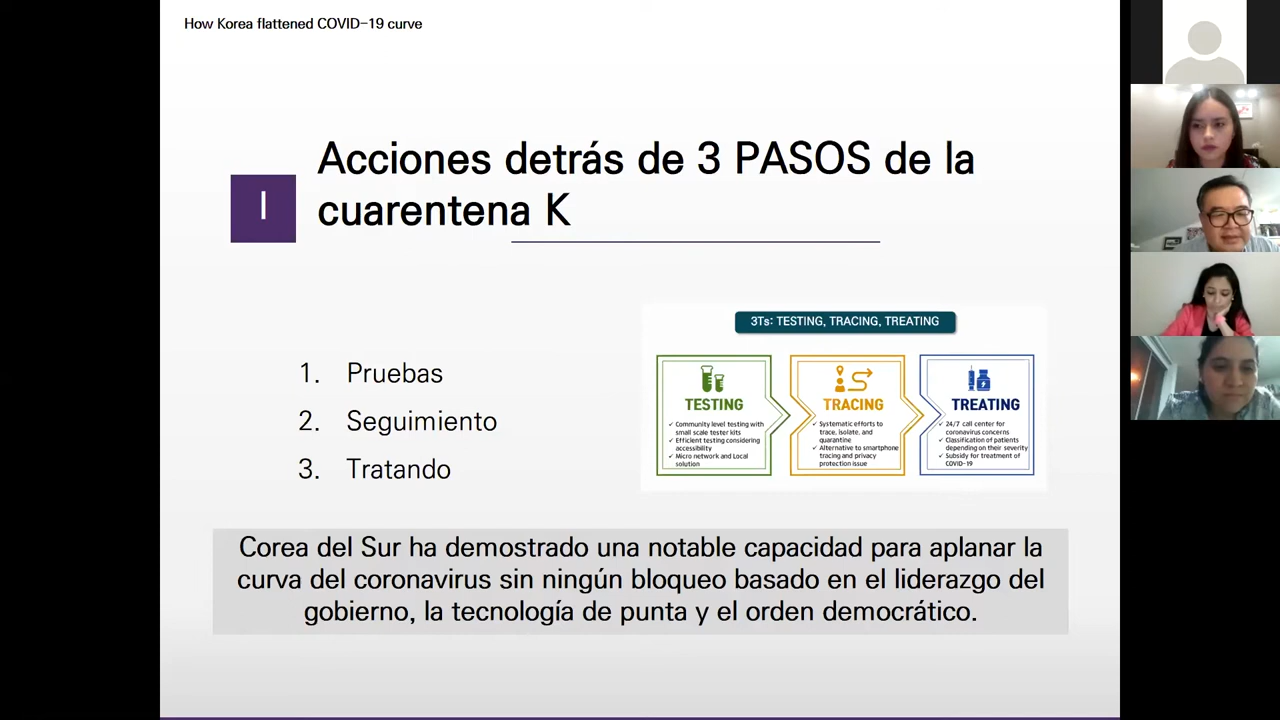 How Korea flattened COVID-19 curve
Acciones detrás de 3 PASOS de la
cuarentena K
I
1. Pruebas
2. Seguimiento
3. Tratando
3Ts: TESTING, TRACING, TREATING
TESTING
✓ Community level testing with
small scale tester kits
✓ Efficient testing considering
accessibility
✓ Micro network and Local
solution
TRACING
✓ Systematic efforts to
trace, isolate, and
quarantine
✓ Alternative to smartphone
tracing and privacy
protection issue
TREATING
✓ 24/7 call center for
coronavirus concerns
✓ Classification of patients
depending on their severity
✓ Subsidy for treatment of
COVID-19
Corea del Sur ha demostrado una notable capacidad para aplanar la
curva del coronavirus sin ningún bloqueo basado en el liderazgo del
gobierno, la tecnología de punta y el orden democrático.